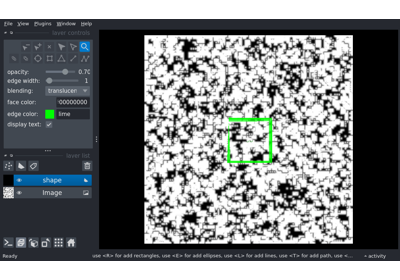 File View Plugins Window Help
layer controls
opacity: 0.70
edge width: 1
blending: translucen
face color: 00000000
edge color: lime
display text:
layer list
shape
Image
Ready
use <R> for add rectangles, use <E> for add ellipses, use <L> for add lines, use <T> for add path, use <...
activity